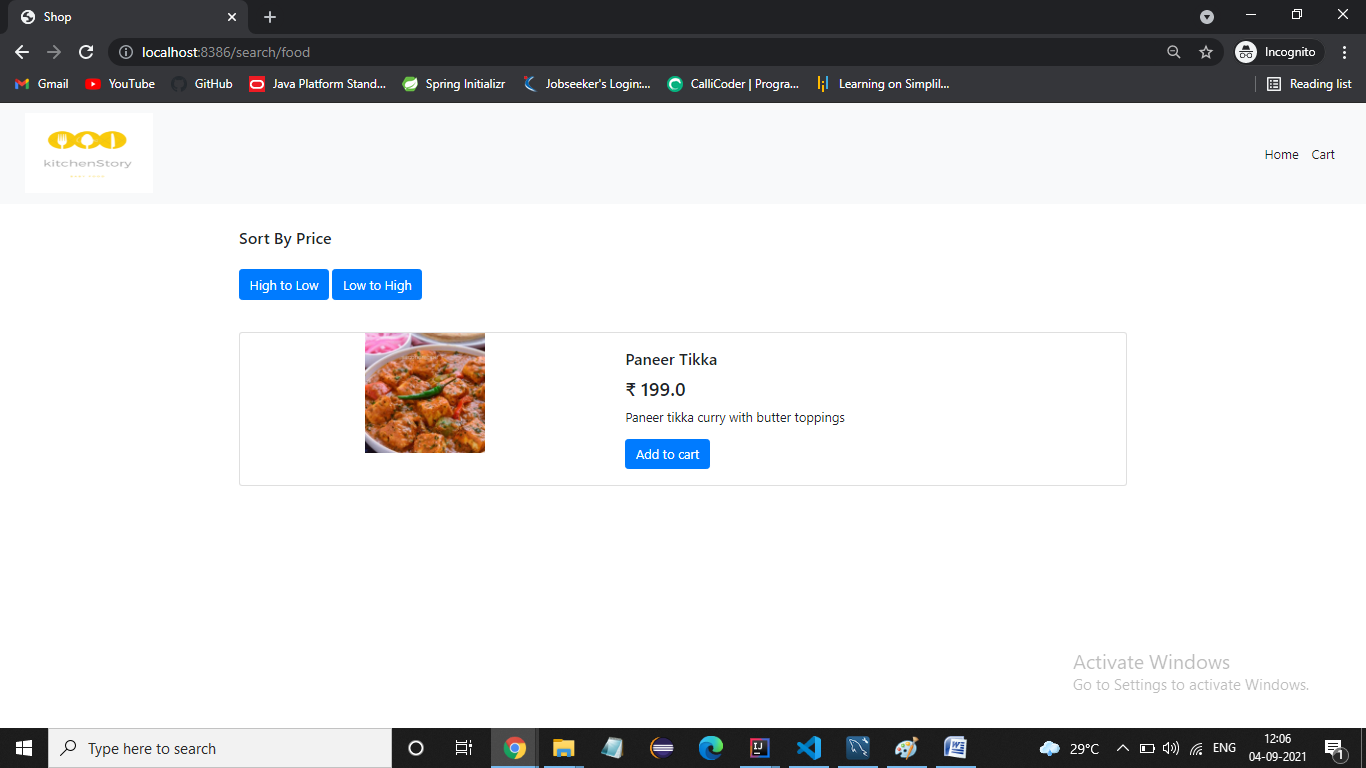 Shop
localhost:8386/search/food
Incognito
Gmail
YouTube
GitHub
Java Platform Stand...
Spring Initializr
Jobseeker's Login:...
CalliCoder | Progra...
Learning on Simplil...
Reading list
kitchenStory
Home
Cart
Sort By Price
High to Low
Low to High
Paneer Tikka
₹ 199.0
Paneer tikka curry with butter toppings
Add to cart
Activate Windows
Go to Settings to activate Windows.
Type here to search
29°C
ENG
12:06
04-09-2021
1